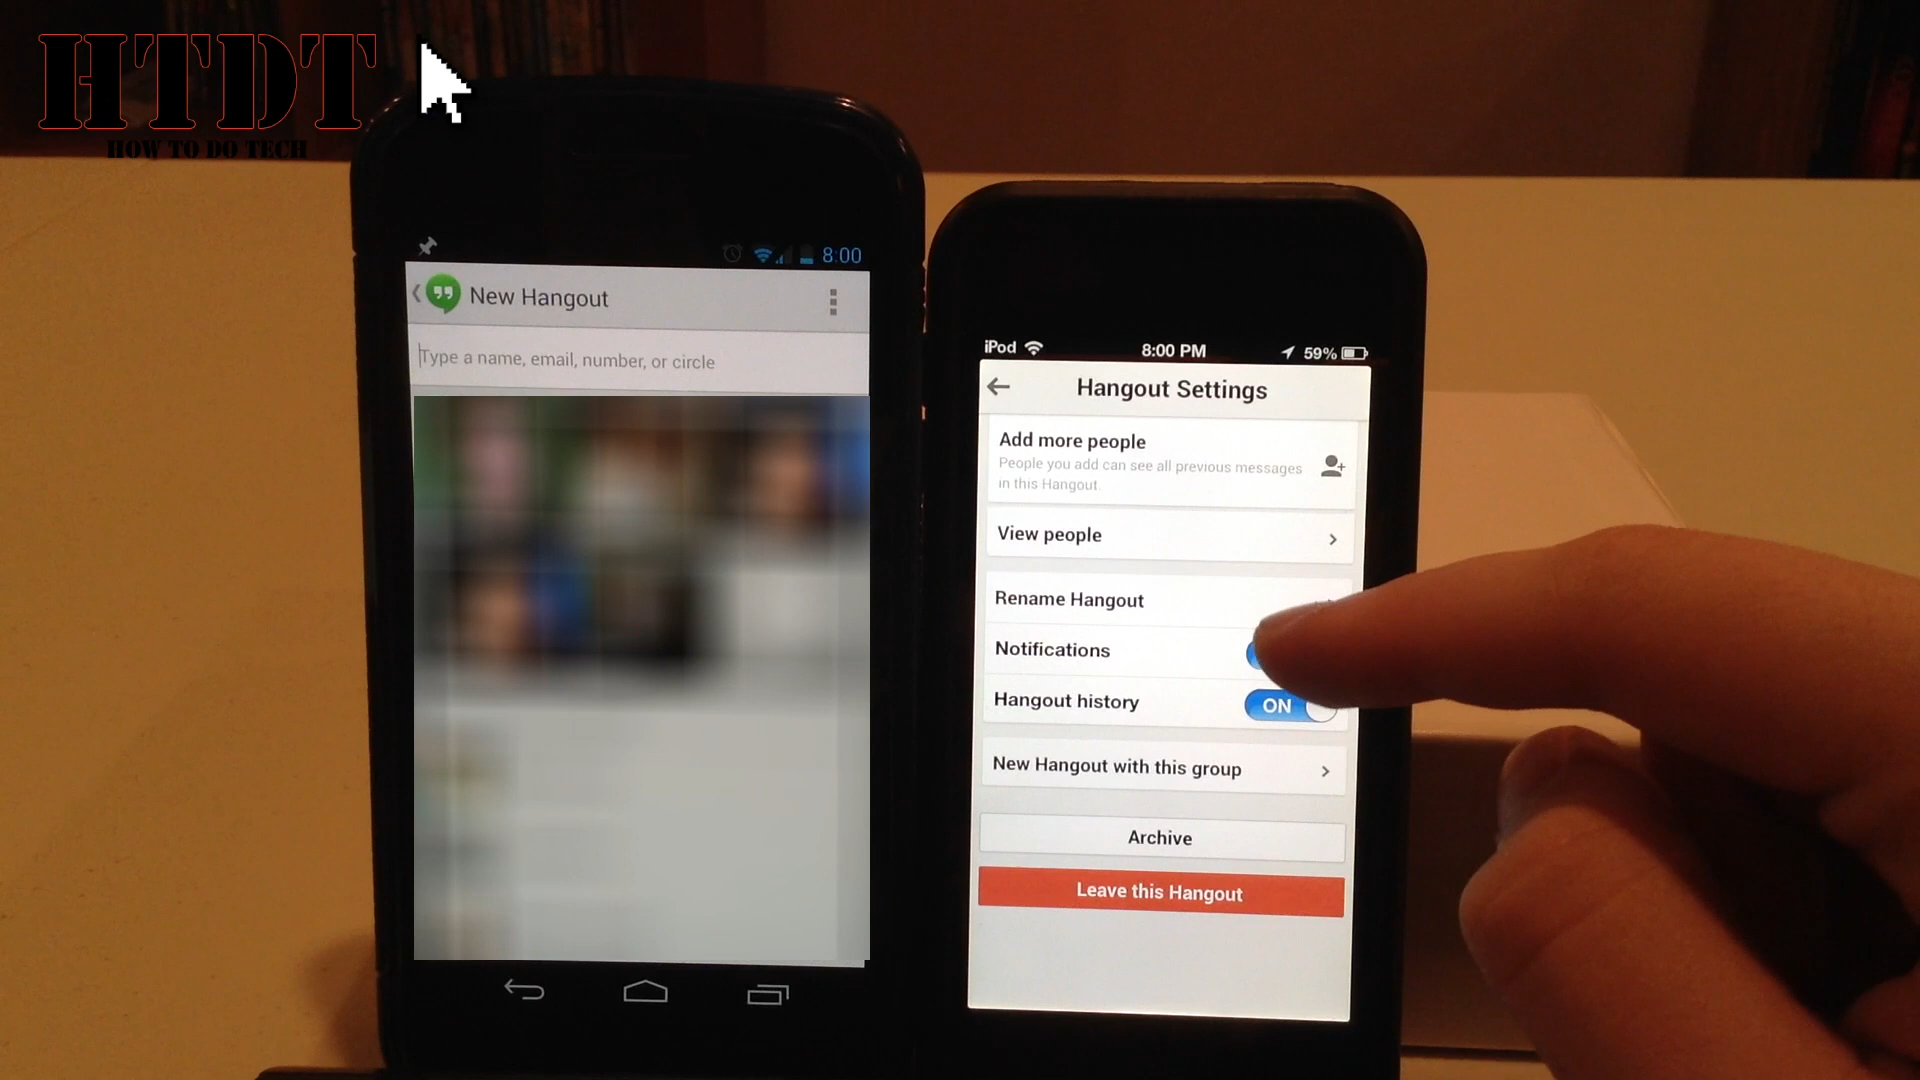 HTDT
HOW TO DO TECH
8:00
New Hangout
Type a name, email, number, or circle
iPod
8:00 PM
59%
Hangout Settings
Add more people
People you add can see all previous messages
in this Hangout.
View people
Rename Hangout
Notifications
Hangout history
ON
New Hangout with this group
Archive
Leave this Hangout